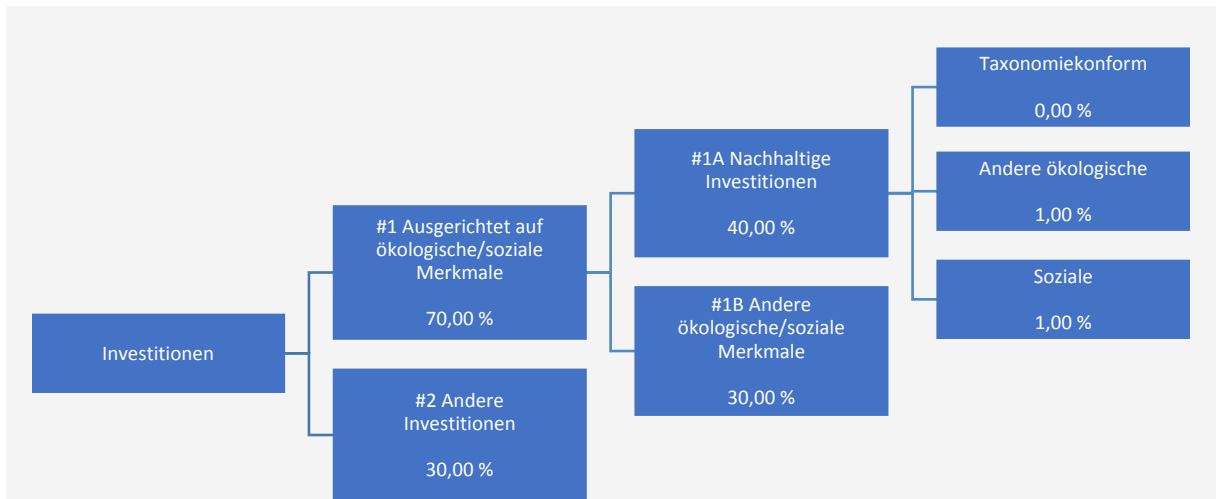 Investitionen
#1 Ausgerichtet auf
ökologische/soziale
Merkmale
70,00 %
#2 Andere
Investitionen
30,00 %
#1A Nachhaltige
Investitionen
40,00 %
#1B Andere
ökologische/soziale
Merkmale
30,00 %
Taxonomiekonform
0,00 %
Andere ökologische
1,00 %
Soziale
1,00 %